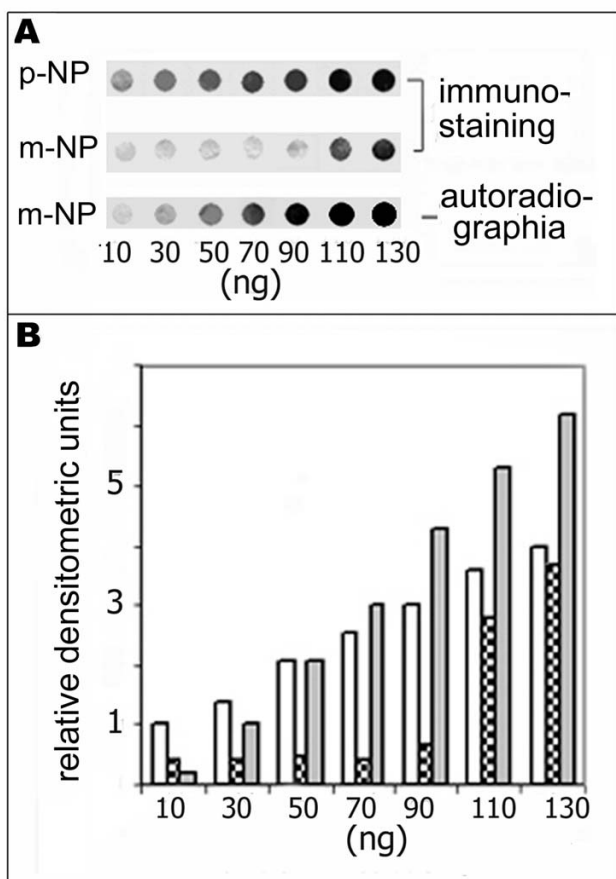 A
p-NP
immuno-
staining
m-NP
m-NP
autoradio-
graphia
10 30 50 70 90 110 130
(ng)
B
relative densitometric units
5
3
1
10 30 50 70 90 110 130
(ng)